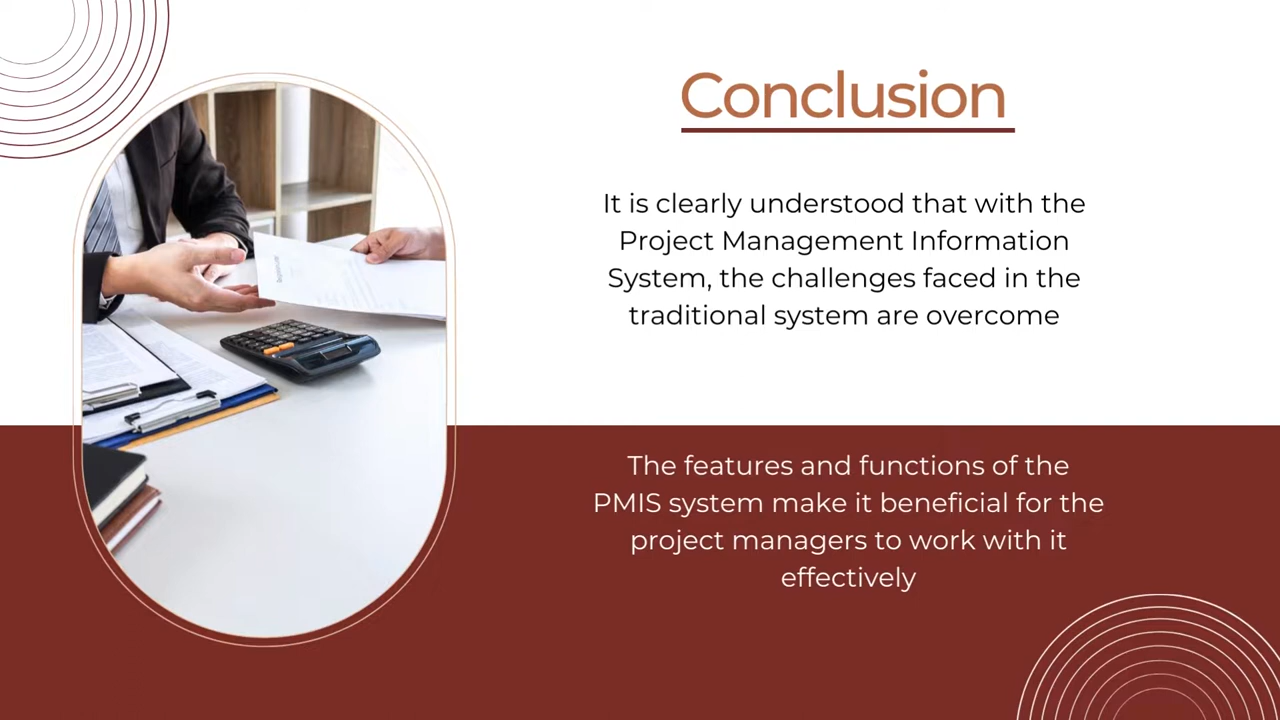 Conclusion
It is clearly understood that with the
Project Management Information
System, the challenges faced in the
traditional system are overcome
The features and functions of the
PMIS system make it beneficial for the
project managers to work with it
effectively